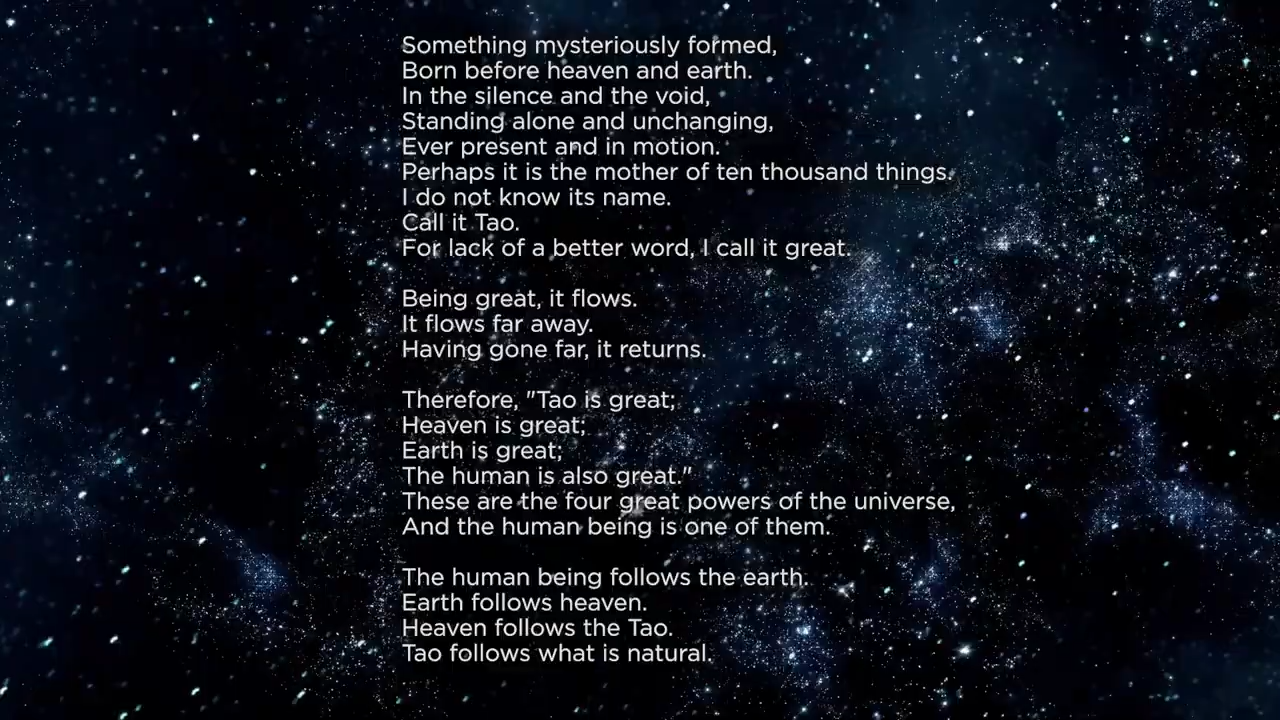 Something mysteriously formed,
Born before heaven and earth.
In the silence and the void,
Standing alone and unchanging,
Ever present and in motion.
Perhaps it is the mother of ten thousand things.
I do not know its name.
Call it Tao.
For lack of a better word, I call it great.
Being great, it flows.
It flows far away.
Having gone far, it returns.
Therefore, "Tao is great;
Heaven is great;
Earth is great;
The human is also great."
These are the four great powers of the universe,
And the human being is one of them.
The human being follows the earth.
Earth follows heaven.
Heaven follows the Tao.
Tao follows what is natural.